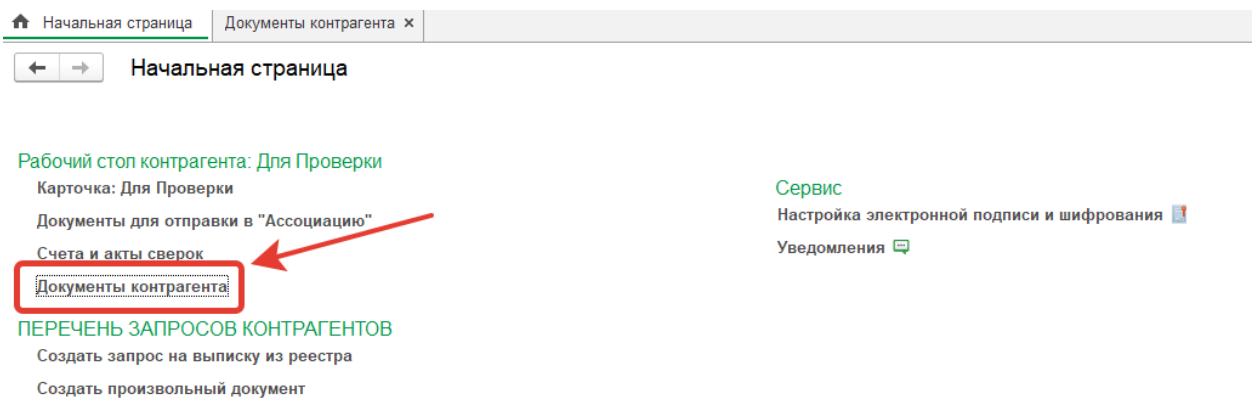 Начальная страница
Документы контрагента ×
Начальная страница
Рабочий стол контрагента: Для Проверки
Карточка: Для Проверки
Документы для отправки в "Ассоциацию"
Счета и акты сверок
Документы контрагента
ПЕРЕЧЕНЬ ЗАПРОСОВ КОНТРАГЕНТОВ
Создать запрос на выписку из реестра
Создать произвольный документ
Сервис
Настройка электронной подписи и шифрования
Уведомления